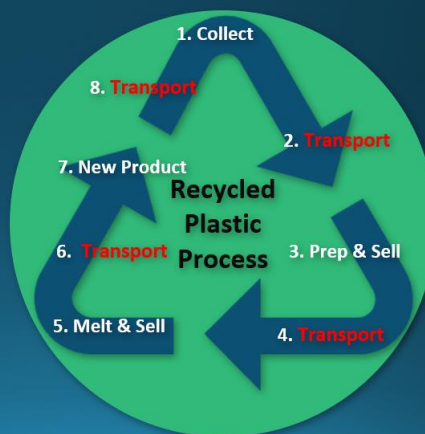 1. Collect
2. Transport
3. Prep & Sell
4. Transport
5. Melt & Sell
6. Transport
7. New Product
8. Transport
Recycled
Plastic
Process